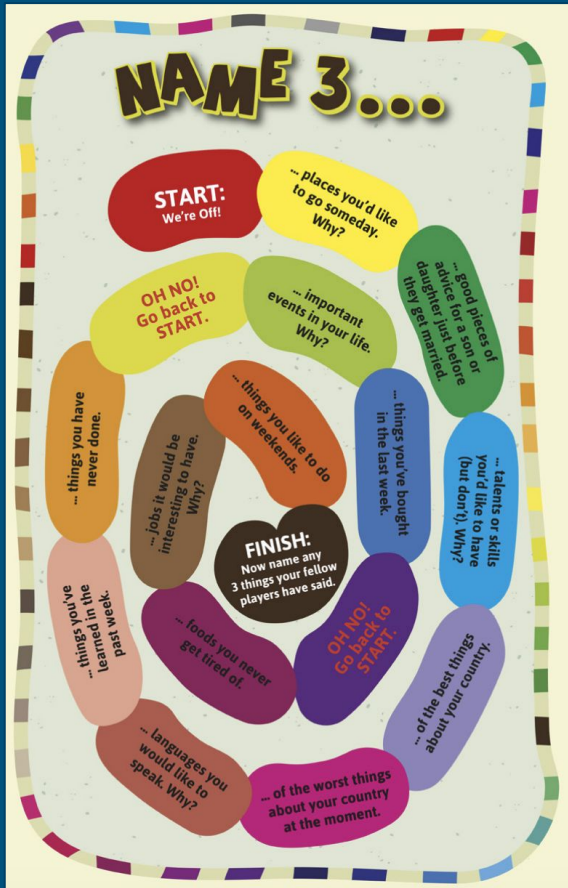 NAME 3...
START:
We're Off!
... places you'd like
to go someday.
Why?
... good pieces of
advice for a son or
daughter just before
they get married.
... talents or skills
you'd like to have
(but don't). Why?
... of the best things
about your country.
... of the worst things
about your country
at the moment.
... languages you
would like to
speak. Why?
... things you've
learned in the
past week.
... things you have
never done.
OH NO!
Go back to
START.
... important
events in your life.
Why?
... things you've bought
in the last week.
OH NO!
Go back to
START.
... foods you never
get tired of.
... jobs it would be
interesting to have.
Why?
... things you like to do
on weekends.
FINISH:
Now name any
3 things your fellow
players have said.